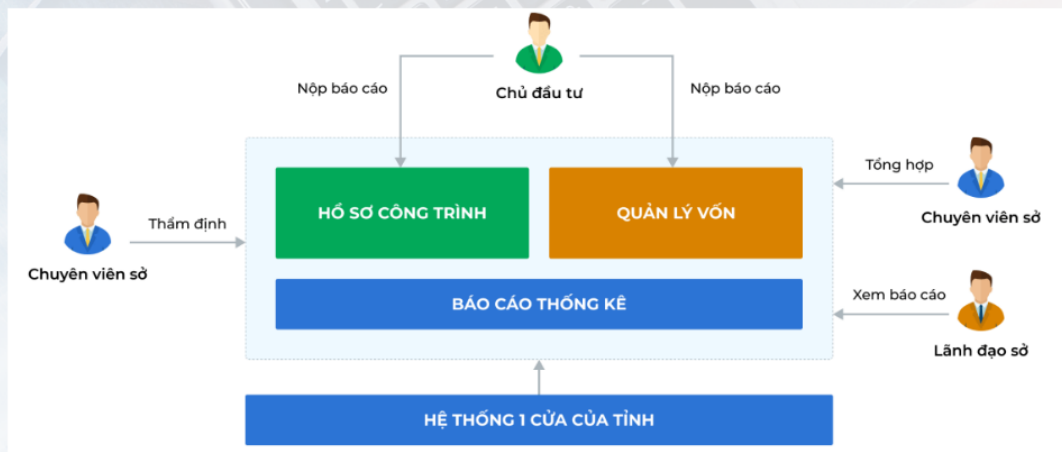 Nộp báo cáo
Chủ đầu tư
Nộp báo cáo
Tổng hợp
Chuyên viên sở
HỒ SƠ CÔNG TRÌNH
QUẢN LÝ VỐN
Thẩm định
Chuyên viên sở
BÁO CÁO THỐNG KÊ
Xem báo cáo
Lãnh đạo sở
HỆ THỐNG 1 CỬA CỦA TỈNH